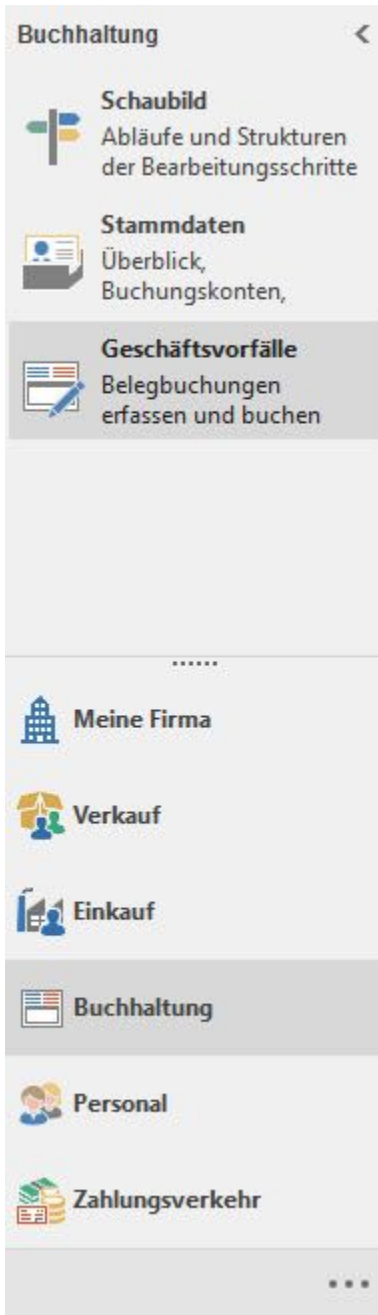 Buchhaltung
Schaubild
Abläufe und Strukturen
der Bearbeitungsschritte
Stammdaten
Überblick,
Buchungskonten,
Geschäftsvorfälle
Belegbuchungen
erfassen und buchen
Meine Firma
Verkauf
Einkauf
Buchhaltung
Personal
Zahlungsverkehr